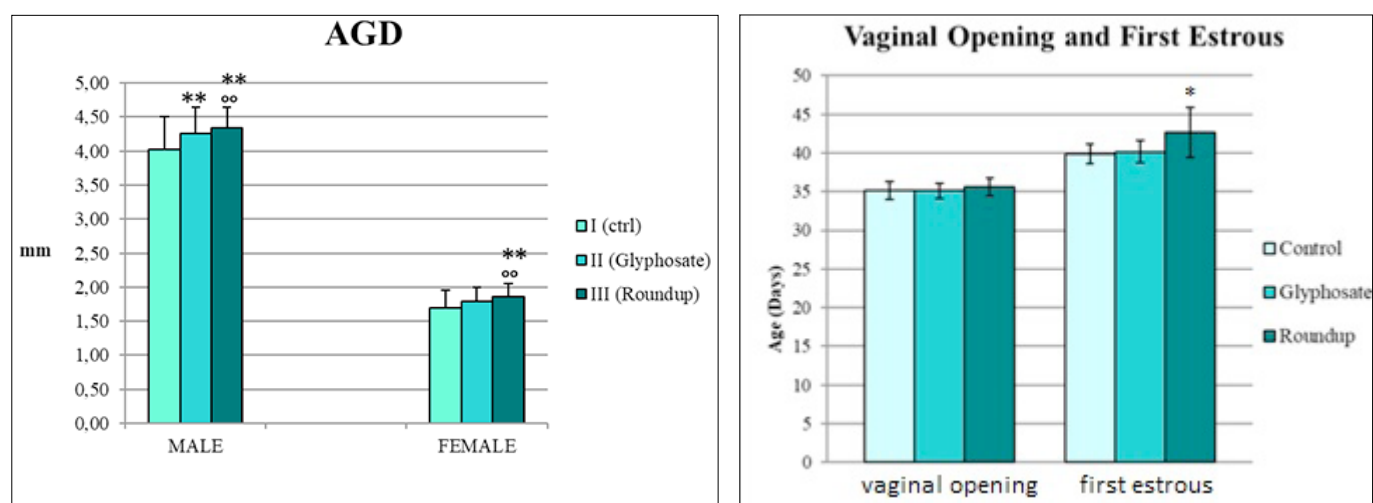 AGD
5,00
4,50
4,00
3,50
3,00
2,50
2,00
1,50
1,00
0,50
0,00
mm
**
**
°°
**
°°
MALE
FEMALE
I (ctrl)
II (Glyphosate)
III (Roundup)
Vaginal Opening and First Estrous
50
45
40
35
30
25
20
15
10
5
0
Age (Days)
*
vaginal opening
first estrous
Control
Glyphosate
Roundup